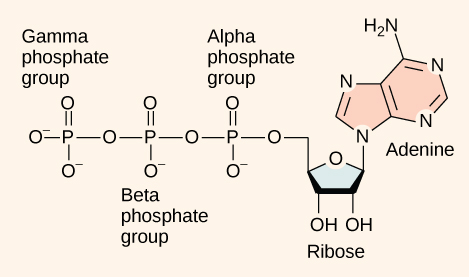 Gamma
phosphate
group
Alpha
phosphate
group
H₂N
N
N
N
N
Adenine
O
O
O
O⁻
P
O
P
O
P
O
O⁻
O⁻
O⁻
O
Beta
phosphate
group
OH
OH
Ribose